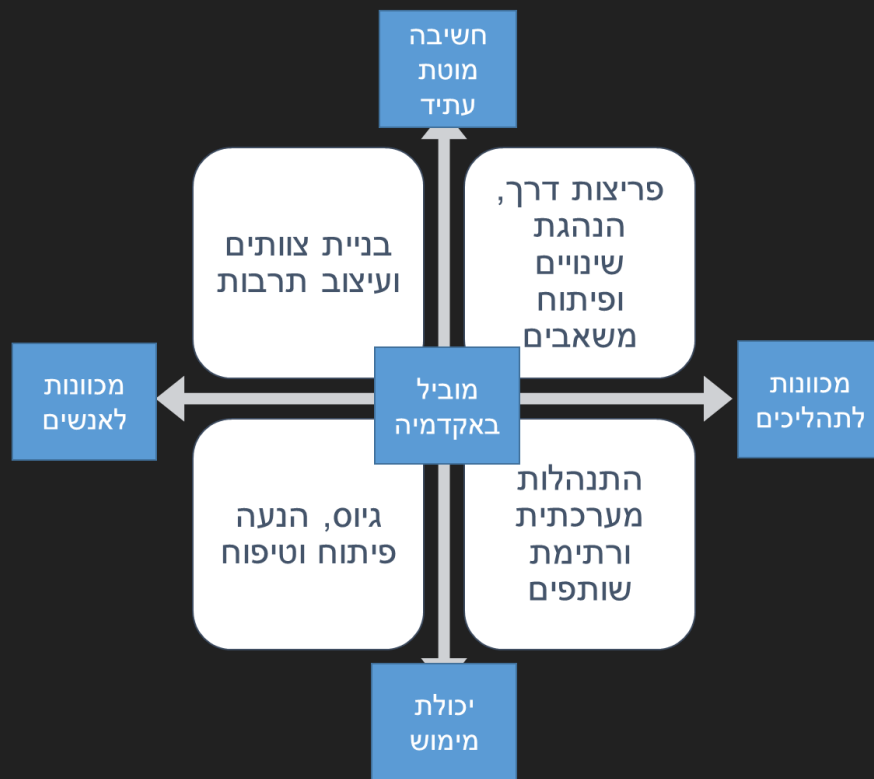 חשיבה
מוטת
עתיד
פריצות דרך,
הנהגת
שינויים
ופיתוח
משאבים
בניית צוותים
ועיצוב תרבות
מכוונות
לתהליכים
מוביל
באקדמיה
מכוונות
לאנשים
התנהלות
מערכתית
ורתימת
שותפים
גיוס, הנעה
פיתוח וטיפוח
יכולת
מימוש